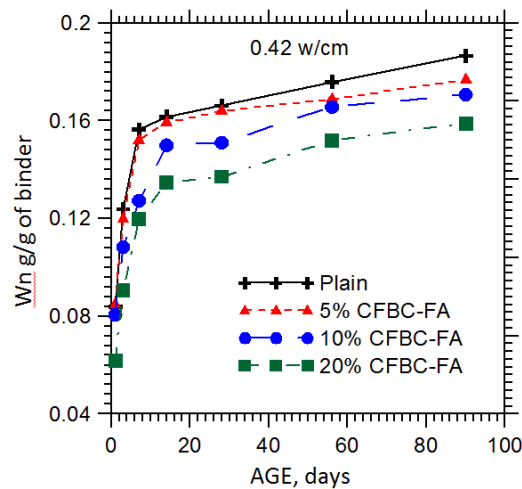 0.2
0.42 w/cm
0.16
0.12
0.08
0.04
Wn g/g of binder
Plain
5% CFBC-FA
10% CFBC-FA
20% CFBC-FA
0 20 40 60 80 100
AGE, days